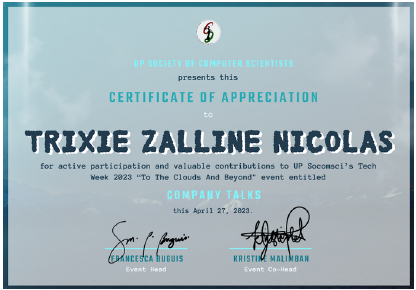 UP SOCIETY OF COMPUTER SCIENTISTS
presents this
CERTIFICATE OF APPRECIATION
to
TRIXIE ZALLINE NICOLAS
for active participation and valuable contributions to UP Socomsci's Tech
Week 2023 "To The Clouds And Beyond" event entitled
COMPANY TALKS
this April 27, 2023.
FRANCESCA BUGUIS KRISTINE MALIMBAN
Event Head Event Co-Head